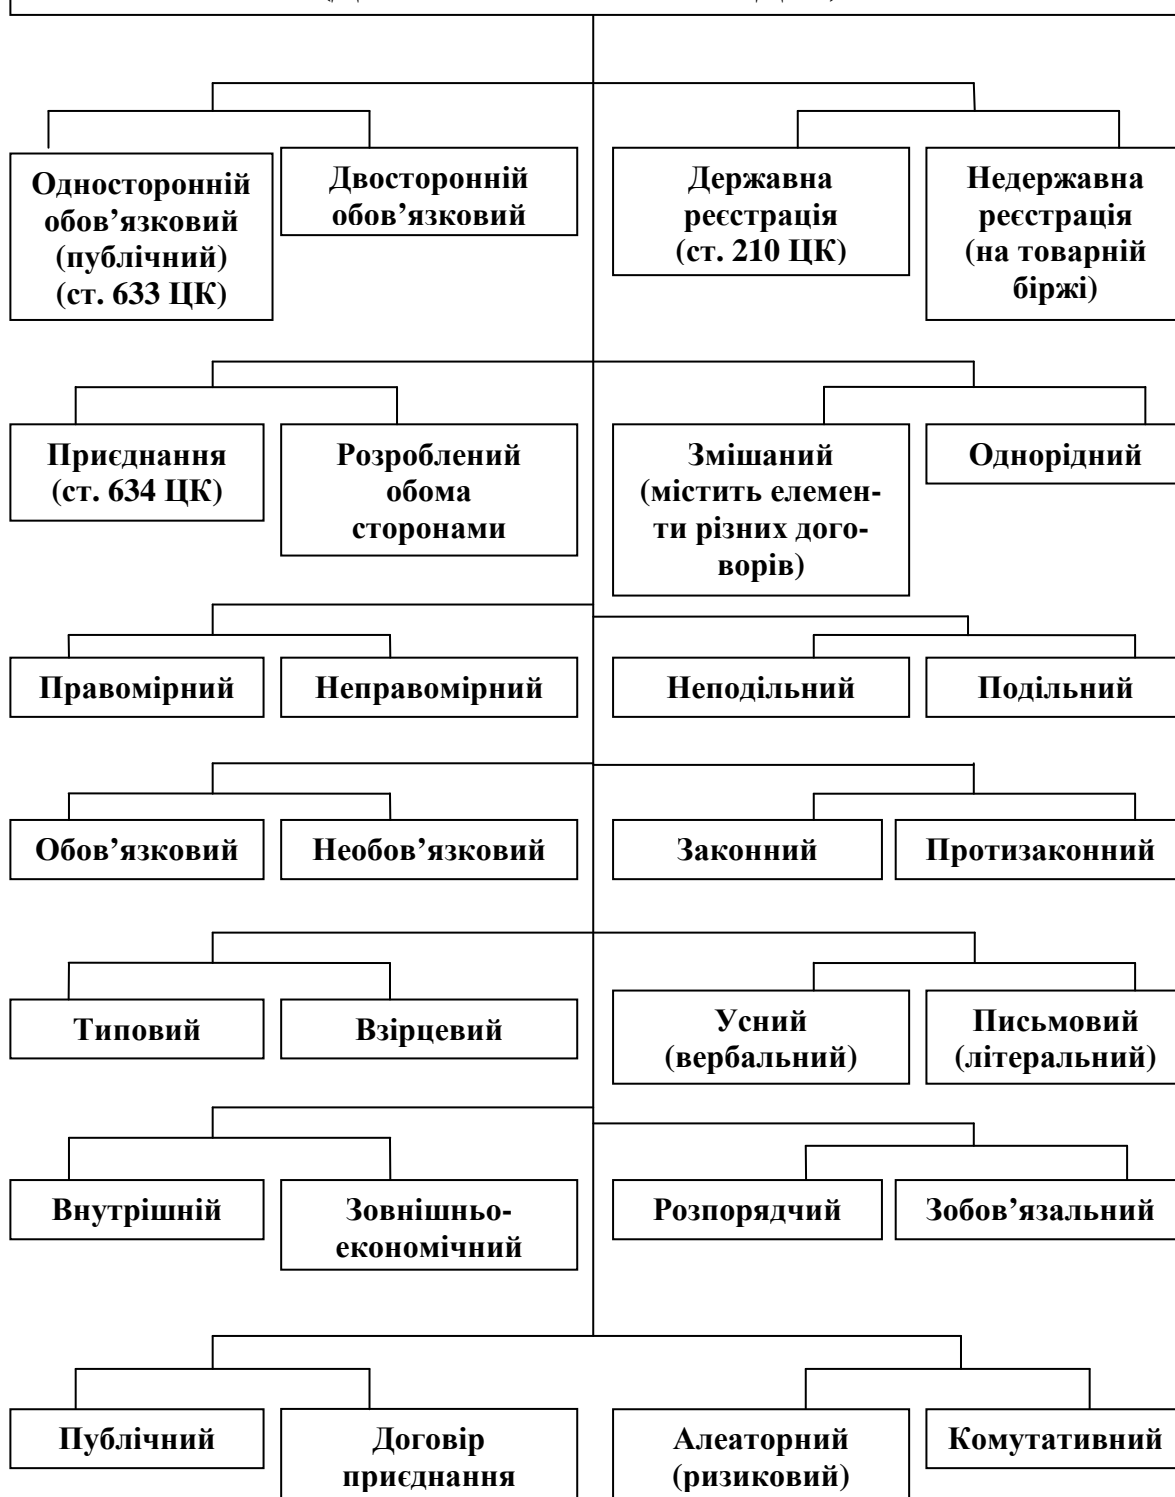 Односторонній
обов’язковий
(публічний)
(ст. 633 ЦК)
Двосторонній
обов’язковий
Державна
реєстрація
(ст. 210 ЦК)
Недержавна
реєстрація
(на товарній
біржі)
Приєднання
(ст. 634 ЦК)
Розроблений
обома
сторонами
Змішаний
(містить елемен-
ти різних дого-
ворів)
Однорідний
Правомірний
Неправомірний
Неподільний
Подільний
Обов’язковий
Необов’язковий
Законний
Протизаконний
Типовий
Взірцевий
Усний
(вербальний)
Письмовий
(літеральний)
Внутрішній
Зовнішньо-
економічний
Розпорядчий
Зобов’язальний
Публічний
Договір
приєднання
Алеаторний
(ризиковий)
Комутативний